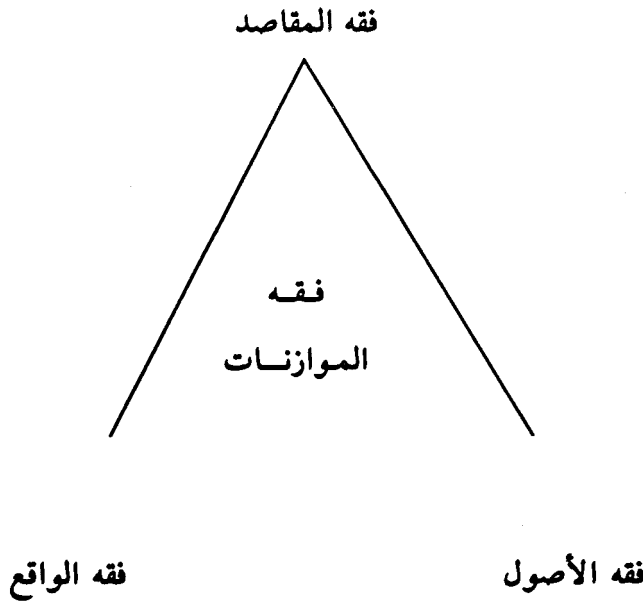 فقه المقاصد
فقه
الموازنات
فقه الأصول
فقه الواقع